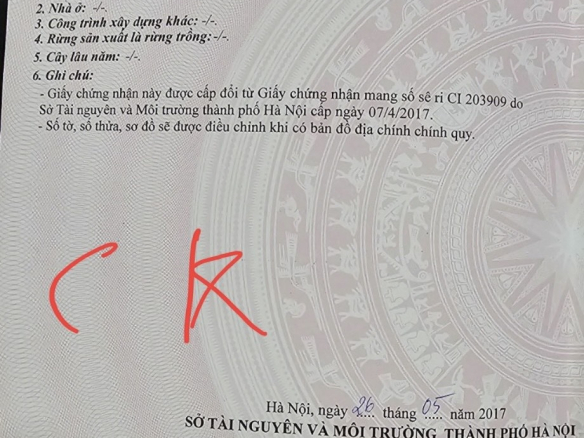 2. Nhà ở: -/-.
3. Công trình xây dựng khác: -/-.
4. Rừng sản xuất là rừng trồng: -/-.
5. Cây lâu năm: -/-.
6. Ghi chú:
- Giấy chứng nhận này được cấp đổi từ Giấy chứng nhận mang số sê ri CI 203909 do
Sở Tài nguyên và Môi trường thành phố Hà Nội cấp ngày 07/4/2017.
- Số tờ, số thửa, sơ đồ sẽ được điều chỉnh khi có bản đồ địa chính chính quy.
C K
Hà Nội, ngày 26 tháng 05 năm 2017
SỞ TÀI NGUYÊN VÀ MÔI TRƯỜNG THÀNH PHỐ HÀ NỘI